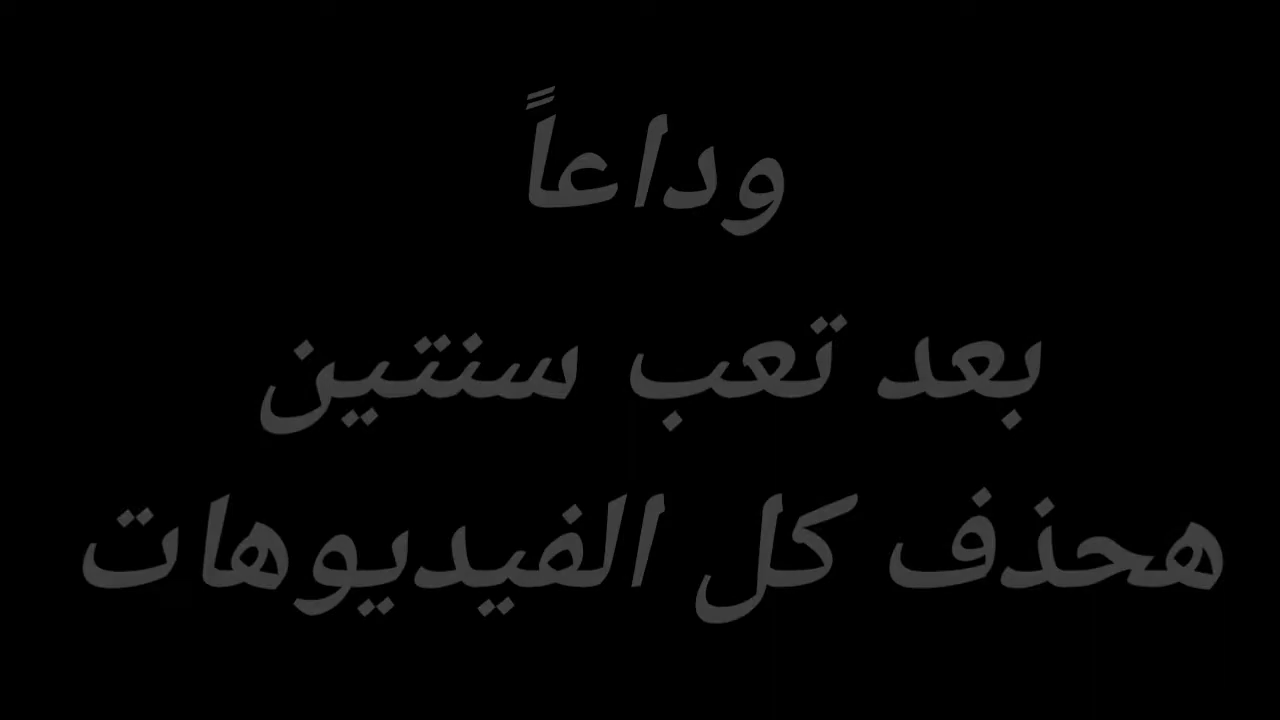 وداعاً
بعد تعب سنتين
هحذف كل الفيديوهات